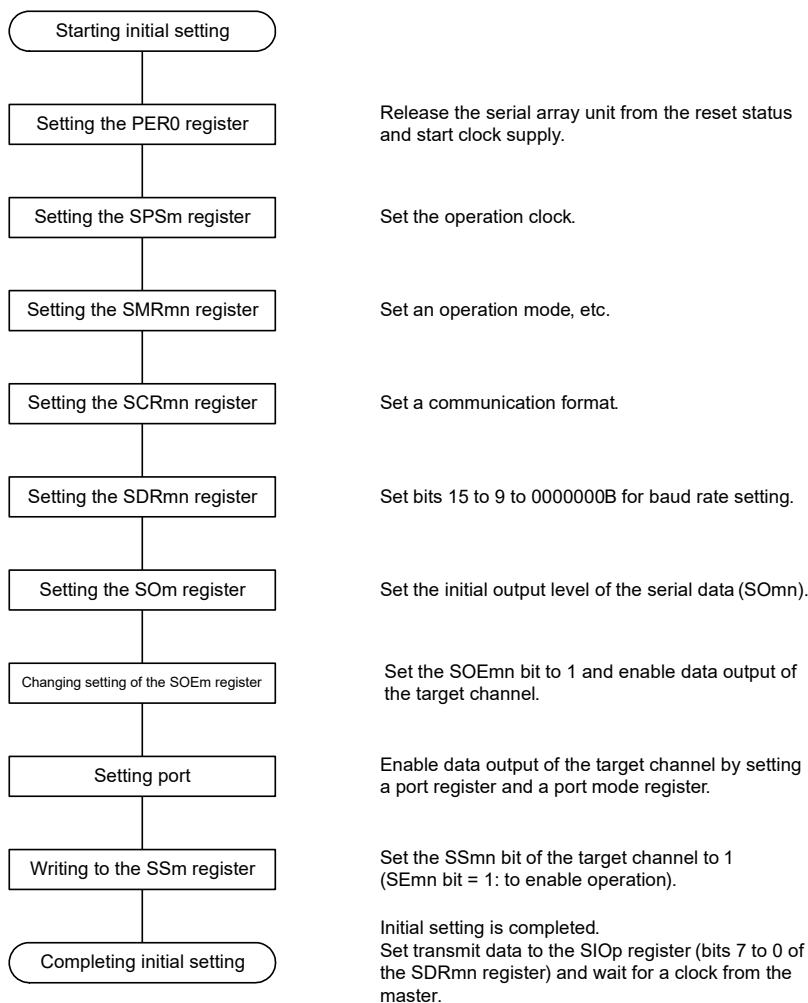 Starting initial setting
Setting the PER0 register
Release the serial array unit from the reset status
and start clock supply.
Setting the SPSm register
Set the operation clock.
Setting the SMRmn register
Set an operation mode, etc.
Setting the SCRmn register
Set a communication format.
Setting the SDRmn register
Set bits 15 to 9 to 0000000B for baud rate setting.
Setting the SOm register
Set the initial output level of the serial data (SOmn).
Changing setting of the SOEm register
Set the SOEmn bit to 1 and enable data output of
the target channel.
Setting port
Enable data output of the target channel by setting
a port register and a port mode register.
Writing to the SSm register
Set the SSmn bit of the target channel to 1
(SEmn bit = 1: to enable operation).
Completing initial setting
Initial setting is completed.
Set transmit data to the SIOp register (bits 7 to 0 of
the SDRmn register) and wait for a clock from the
master.